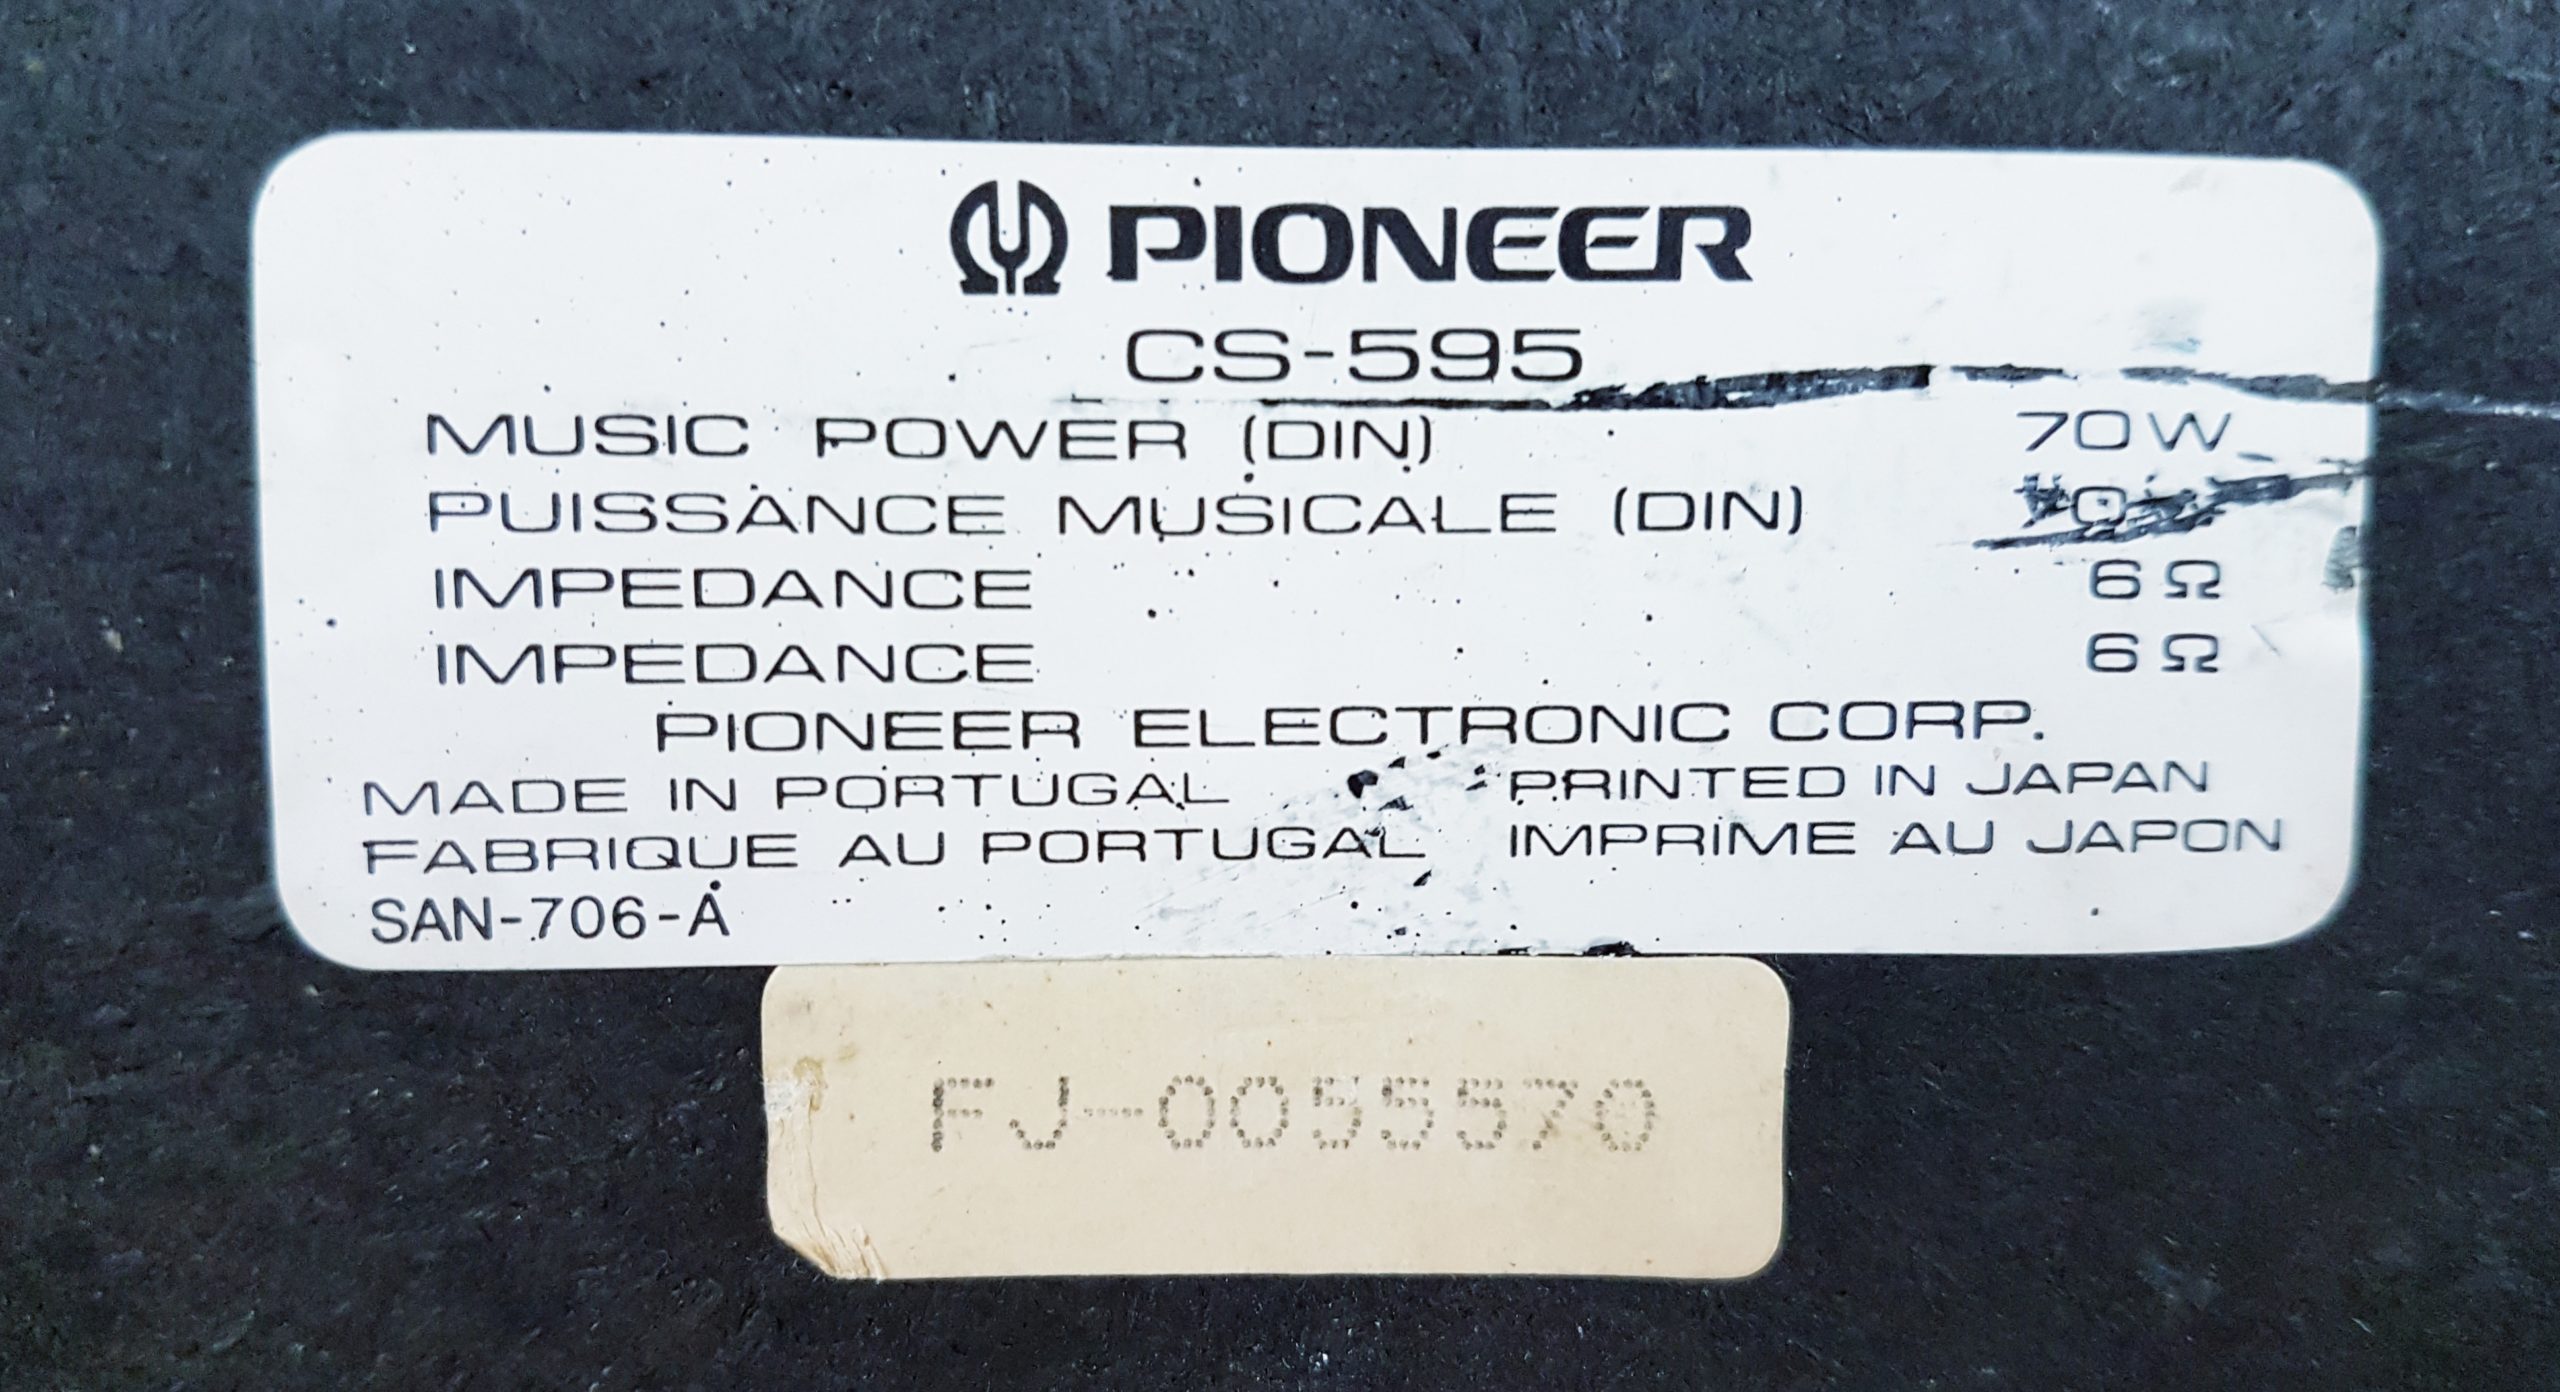 PIONEER
CS-595
MUSIC POWER (DIN) 70W
PUISSANCE MUSICALE (DIN)
IMPEDANCE 6Ω
IMPEDANCE 6Ω
PIONEER ELECTRONIC CORP.
MADE IN PORTUGAL PRINTED IN JAPAN
FABRIQUE AU PORTUGAL IMPRIME AU JAPON
SAN-706-A
FJ-0055570